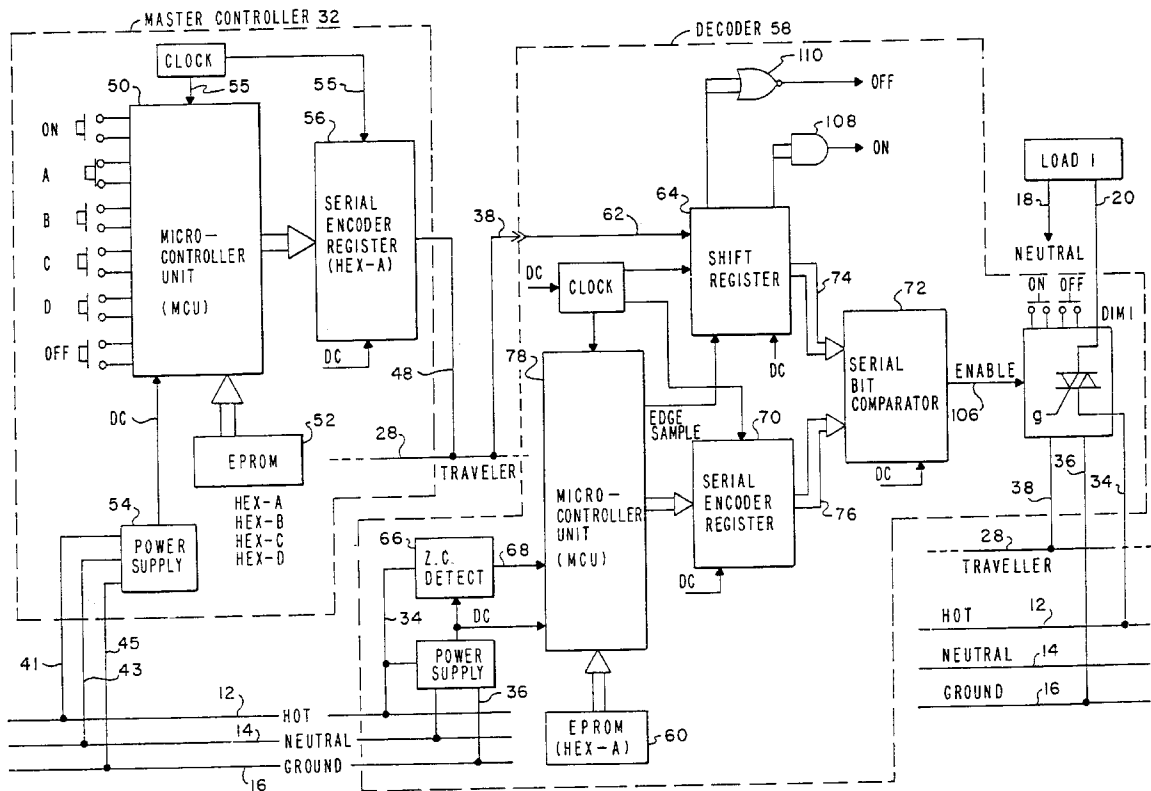 MASTER CONTROLLER 32
CLOCK
50
55
55
56
ON
A
B
C
D
OFF
MICRO-
CONTROLLER
UNIT
(MCU)
SERIAL
ENCODER
REGISTER
(HEX-A)
DC
DC
52
EPROM
HEX-A
HEX-B
HEX-C
HEX-D
54
POWER
SUPPLY
48
28
TRAVELER
41
43
45
12
HOT
14
NEUTRAL
16
GROUND
DECODER 58
110
OFF
108
ON
38
62
64
SHIFT
REGISTER
DC
CLOCK
DC
74
78
MICRO-
CONTROLLER
UNIT
(MCU)
EDGE
SAMPLE
70
SERIAL
ENCODER
REGISTER
DC
76
72
SERIAL
BIT
COMPARATOR
DC
ENABLE
106
66
Z.C.
DETECT
68
34
DC
POWER
SUPPLY
36
EPROM
(HEX-A)
60
LOAD 1
18
20
NEUTRAL
ON OFF
DIM1
g
38
36
34
28
TRAVELLER
HOT
12
NEUTRAL
14
GROUND
16